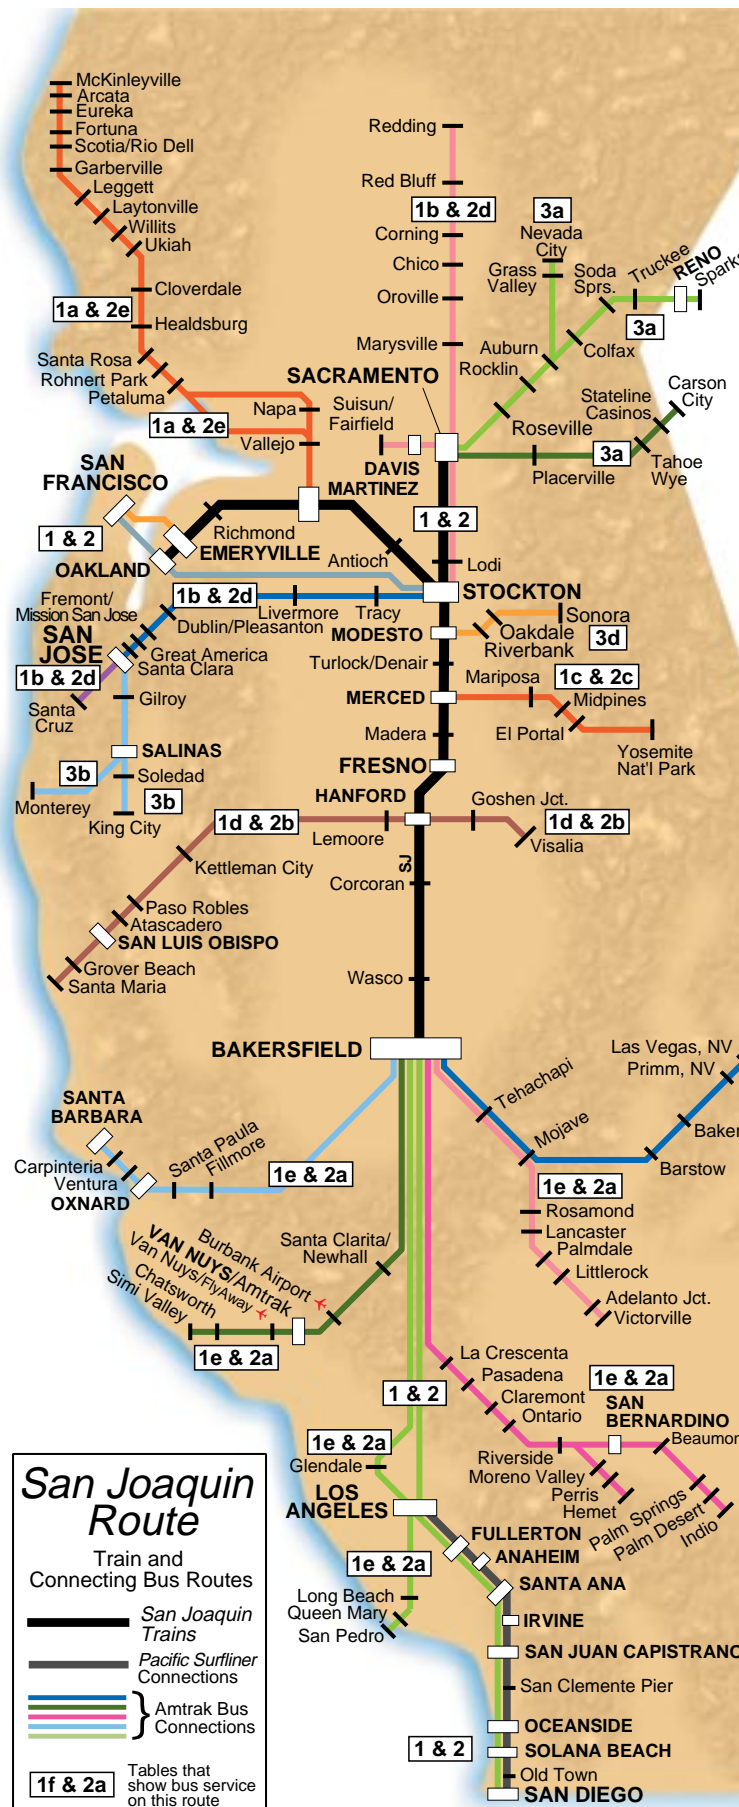 McKinleyville
Arcata
Eureka
Fortuna
Scotia/Rio Dell
Garberville
Leggett
Laytonville
Willits
Ukiah
Cloverdale
1a & 2e
Healdsburg
Santa Rosa
Rohnert Park
Petaluma
1a & 2e
Napa
Vallejo
Redding
Red Bluff
1b & 2d
Corning
Chico
Oroville
Marysville
SACRAMENTO
3a
Nevada
City
Grass
Valley
Soda
Sprs.
Truckee
RENO
Sparks
3a
Auburn
Rocklin
Colfax
Roseville
Stateline
Casinos
Carson
City
3a
Placerville
Tahoe
Wye
Suisun/
Fairfield
DAVIS
MARTINEZ
SAN
FRANCISCO
1 & 2
Richmond
EMERYVILLE
OAKLAND
Antioch
1 & 2
Lodi
STOCKTON
Fremont/
Mission San Jose
1b & 2d
Livermore
Tracy
Dublin/Pleasanton
SAN
JOSE
Great America
Santa Clara
1b & 2d
Santa
Cruz
Gilroy
SALINAS
3b
Soledad
Monterey
3b
King City
MODESTO
Sonora
Oakdale
Riverbank
3d
Turlock/Denair
MERCED
Mariposa
1c & 2c
Midpines
El Portal
Yosemite
Nat'l Park
Madera
FRESNO
HANFORD
Goshen Jct.
1d & 2b
Lemoore
1d & 2b
Visalia
Kettleman City
SJ
Corcoran
Paso Robles
Atascadero
SAN LUIS OBISPO
Grover Beach
Santa Maria
Wasco
BAKERSFIELD
Las Vegas, NV
Primm, NV
Tehachapi
Mojave
Baker
Barstow
SANTA
BARBARA
Carpinteria
Ventura
OXNARD
Santa Paula
Fillmore
1e & 2a
1e & 2a
Rosamond
Lancaster
Palmdale
Littlerock
Adelanto Jct.
Victorville
Santa Clarita/
Newhall
Burbank Airport
VAN NUYS/Amtrak
Van Nuys/FlyAway
Chatsworth
Simi Valley
1e & 2a
La Crescenta
Pasadena
Claremont
Ontario
1 & 2
1e & 2a
SAN
BERNARDINO
Beaumon
Riverside
Moreno Valley
Perris
Hemet
Palm Springs
Palm Desert
Indio
1e & 2a
Glendale
LOS
ANGELES
FULLERTON
ANAHEIM
SANTA ANA
1e & 2a
Long Beach
Queen Mary
San Pedro
IRVINE
SAN JUAN CAPISTRANO
San Clemente Pier
OCEANSIDE
1 & 2
SOLANA BEACH
Old Town
SAN DIEGO
San Joaquin
Route
Train and
Connecting Bus Routes
San Joaquin
Trains
Pacific Surfliner
Connections
Amtrak Bus
Connections
1f & 2a
Tables that
show bus service
on this route